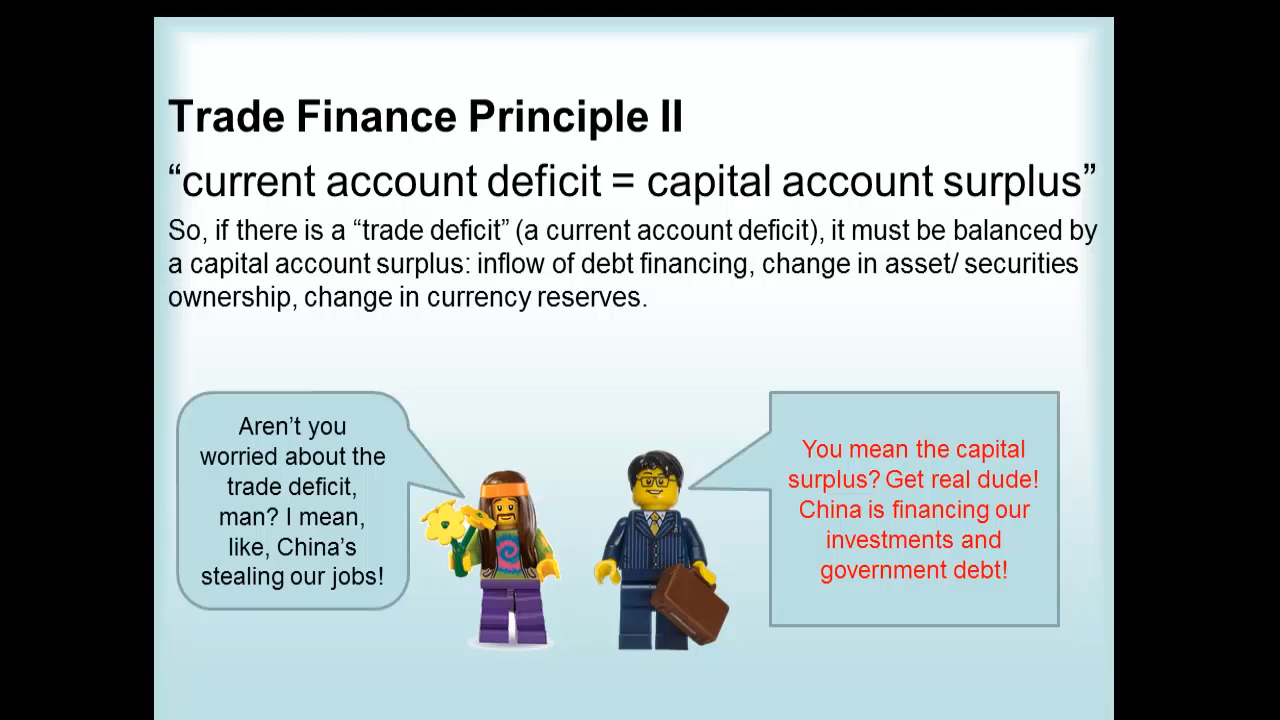 Trade Finance Principle II
“current account deficit = capital account surplus”
So, if there is a “trade deficit” (a current account deficit), it must be balanced by
a capital account surplus: inflow of debt financing, change in asset/ securities
ownership, change in currency reserves.
Aren’t you
worried about the
trade deficit,
man? I mean,
like, China’s
stealing our jobs!
You mean the capital
surplus? Get real dude!
China is financing our
investments and
government debt!